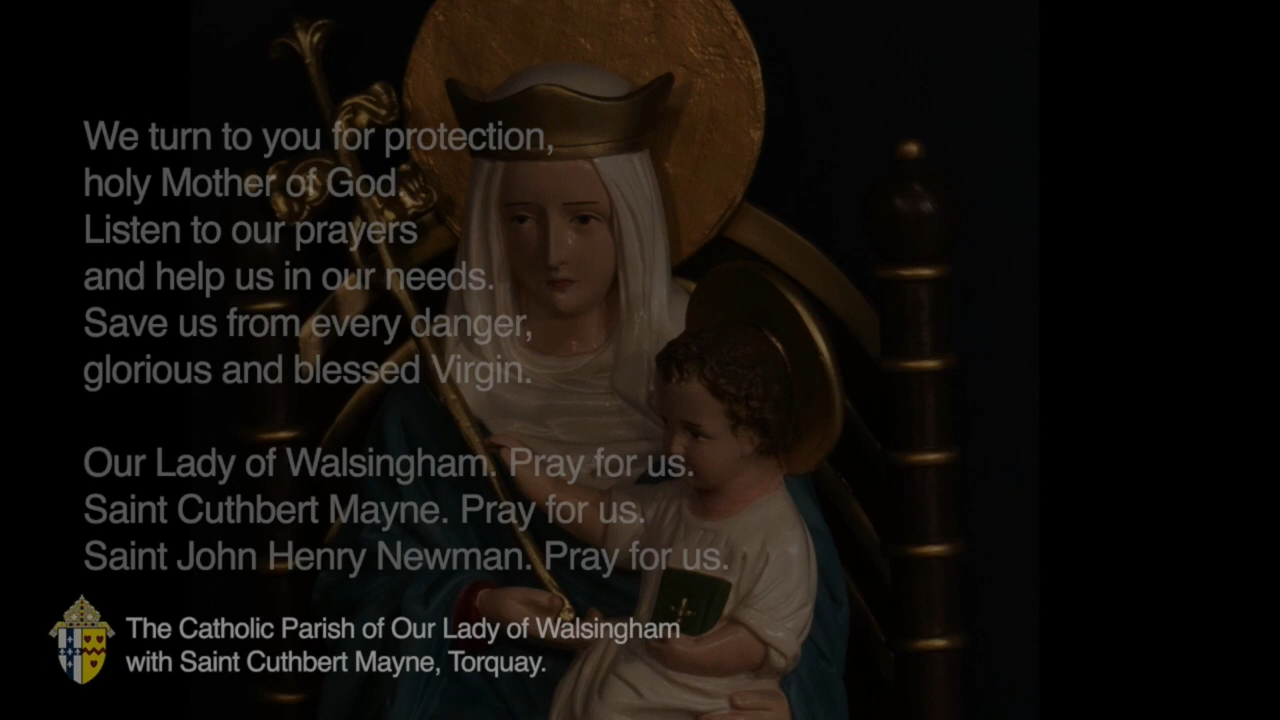 We turn to you for protection,
holy Mother of God.
Listen to our prayers
and help us in our needs.
Save us from every danger,
glorious and blessed Virgin.
Our Lady of Walsingham. Pray for us.
Saint Cuthbert Mayne. Pray for us.
Saint John Henry Newman. Pray for us.
The Catholic Parish of Our Lady of Walsingham
with Saint Cuthbert Mayne, Torquay.